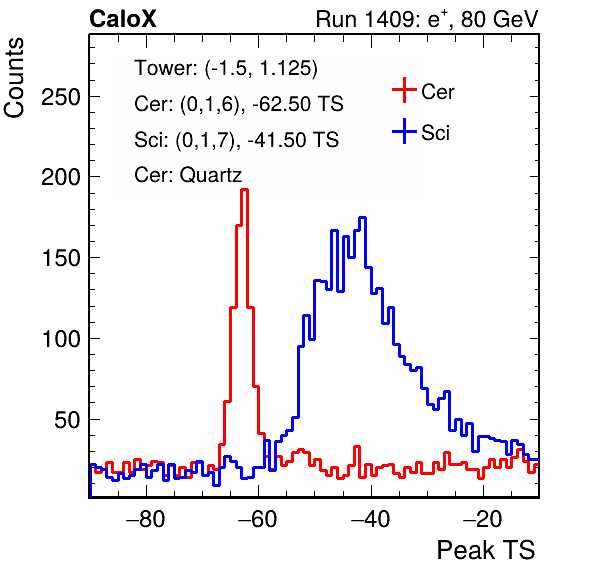 CaloX Run 1409: e⁺, 80 GeV
Counts
Tower: (-1.5, 1.125)
Cer: (0,1,6), -62.50 TS
Sci: (0,1,7), -41.50 TS
Cer: Quartz
Cer
Sci
250
200
150
100
50
−80 −60 −40 −20
Peak TS